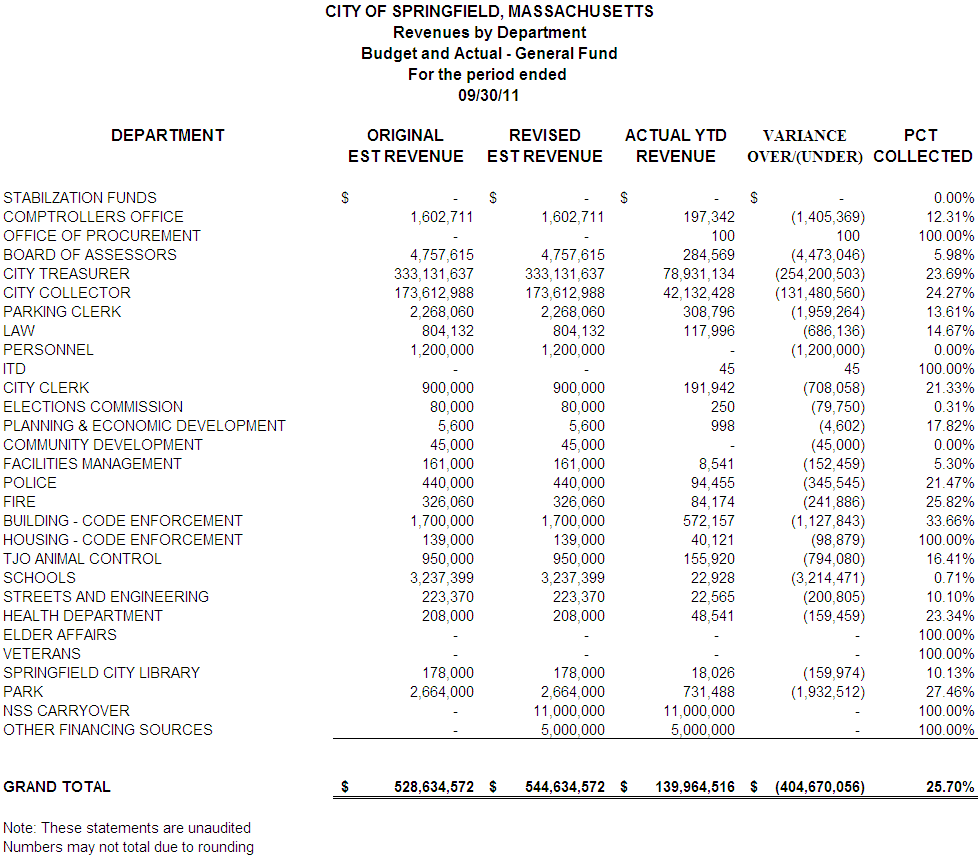 CITY OF SPRINGFIELD, MASSACHUSETTS
Revenues by Department
Budget and Actual - General Fund
For the period ended
09/30/11
DEPARTMENT ORIGINAL REVISED ACTUAL YTD VARIANCE PCT
EST REVENUE EST REVENUE REVENUE OVER/(UNDER) COLLECTED
STABILZATION FUNDS $ - $ - $ - $ - 0.00%
COMPTROLLERS OFFICE 1,602,711 1,602,711 197,342 (1,405,369) 12.31%
OFFICE OF PROCUREMENT - - 100 100 100.00%
BOARD OF ASSESSORS 4,757,615 4,757,615 284,569 (4,473,046) 5.98%
CITY TREASURER 333,131,637 333,131,637 78,931,134 (254,200,503) 23.69%
CITY COLLECTOR 173,612,988 173,612,988 42,132,428 (131,480,560) 24.27%
PARKING CLERK 2,268,060 2,268,060 308,796 (1,959,264) 13.61%
LAW 804,132 804,132 117,996 (686,136) 14.67%
PERSONNEL 1,200,000 1,200,000 - (1,200,000) 0.00%
ITD - - 45 45 100.00%
CITY CLERK 900,000 900,000 191,942 (708,058) 21.33%
ELECTIONS COMMISSION 80,000 80,000 250 (79,750) 0.31%
PLANNING & ECONOMIC DEVELOPMENT 5,600 5,600 998 (4,602) 17.82%
COMMUNITY DEVELOPMENT 45,000 45,000 - (45,000) 0.00%
FACILITIES MANAGEMENT 161,000 161,000 8,541 (152,459) 5.30%
POLICE 440,000 440,000 94,455 (345,545) 21.47%
FIRE 326,060 326,060 84,174 (241,886) 25.82%
BUILDING - CODE ENFORCEMENT 1,700,000 1,700,000 572,157 (1,127,843) 33.66%
HOUSING - CODE ENFORCEMENT 139,000 139,000 40,121 (98,879) 100.00%
TJO ANIMAL CONTROL 950,000 950,000 155,920 (794,080) 16.41%
SCHOOLS 3,237,399 3,237,399 22,928 (3,214,471) 0.71%
STREETS AND ENGINEERING 223,370 223,370 22,565 (200,805) 10.10%
HEALTH DEPARTMENT 208,000 208,000 48,541 (159,459) 23.34%
ELDER AFFAIRS - - - - 100.00%
VETERANS - - - - 100.00%
SPRINGFIELD CITY LIBRARY 178,000 178,000 18,026 (159,974) 10.13%
PARK 2,664,000 2,664,000 731,488 (1,932,512) 27.46%
NSS CARRYOVER - 11,000,000 11,000,000 - 100.00%
OTHER FINANCING SOURCES - 5,000,000 5,000,000 - 100.00%
GRAND TOTAL $ 528,634,572 $ 544,634,572 $ 139,964,516 $ (404,670,056) 25.70%
Note: These statements are unaudited
Numbers may not total due to rounding